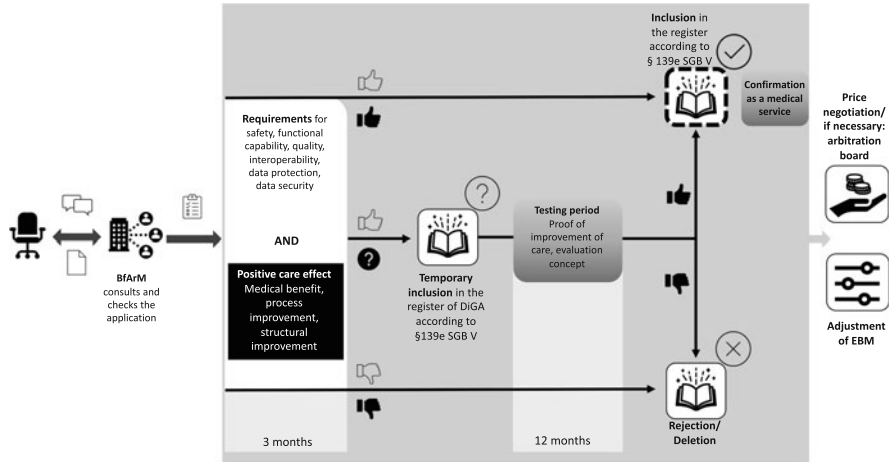 BfArM
consults and
checks the
application
Requirements for
safety, functional
capability, quality,
interoperability,
data protection,
data security
AND
Positive care effect
Medical benefit,
process
improvement,
structural
improvement
3 months
?
?
Temporary
inclusion in the
register of DiGA
according to
§139e SGB V
Testing period
Proof of
improvement of
care, evaluation
concept
12 months
Inclusion in
the register
according to
§ 139e SGB V
Confirmation
as a medical
service
Rejection/
Deletion
Price
negotiation/
if necessary:
arbitration
board
Adjustment
of EBM